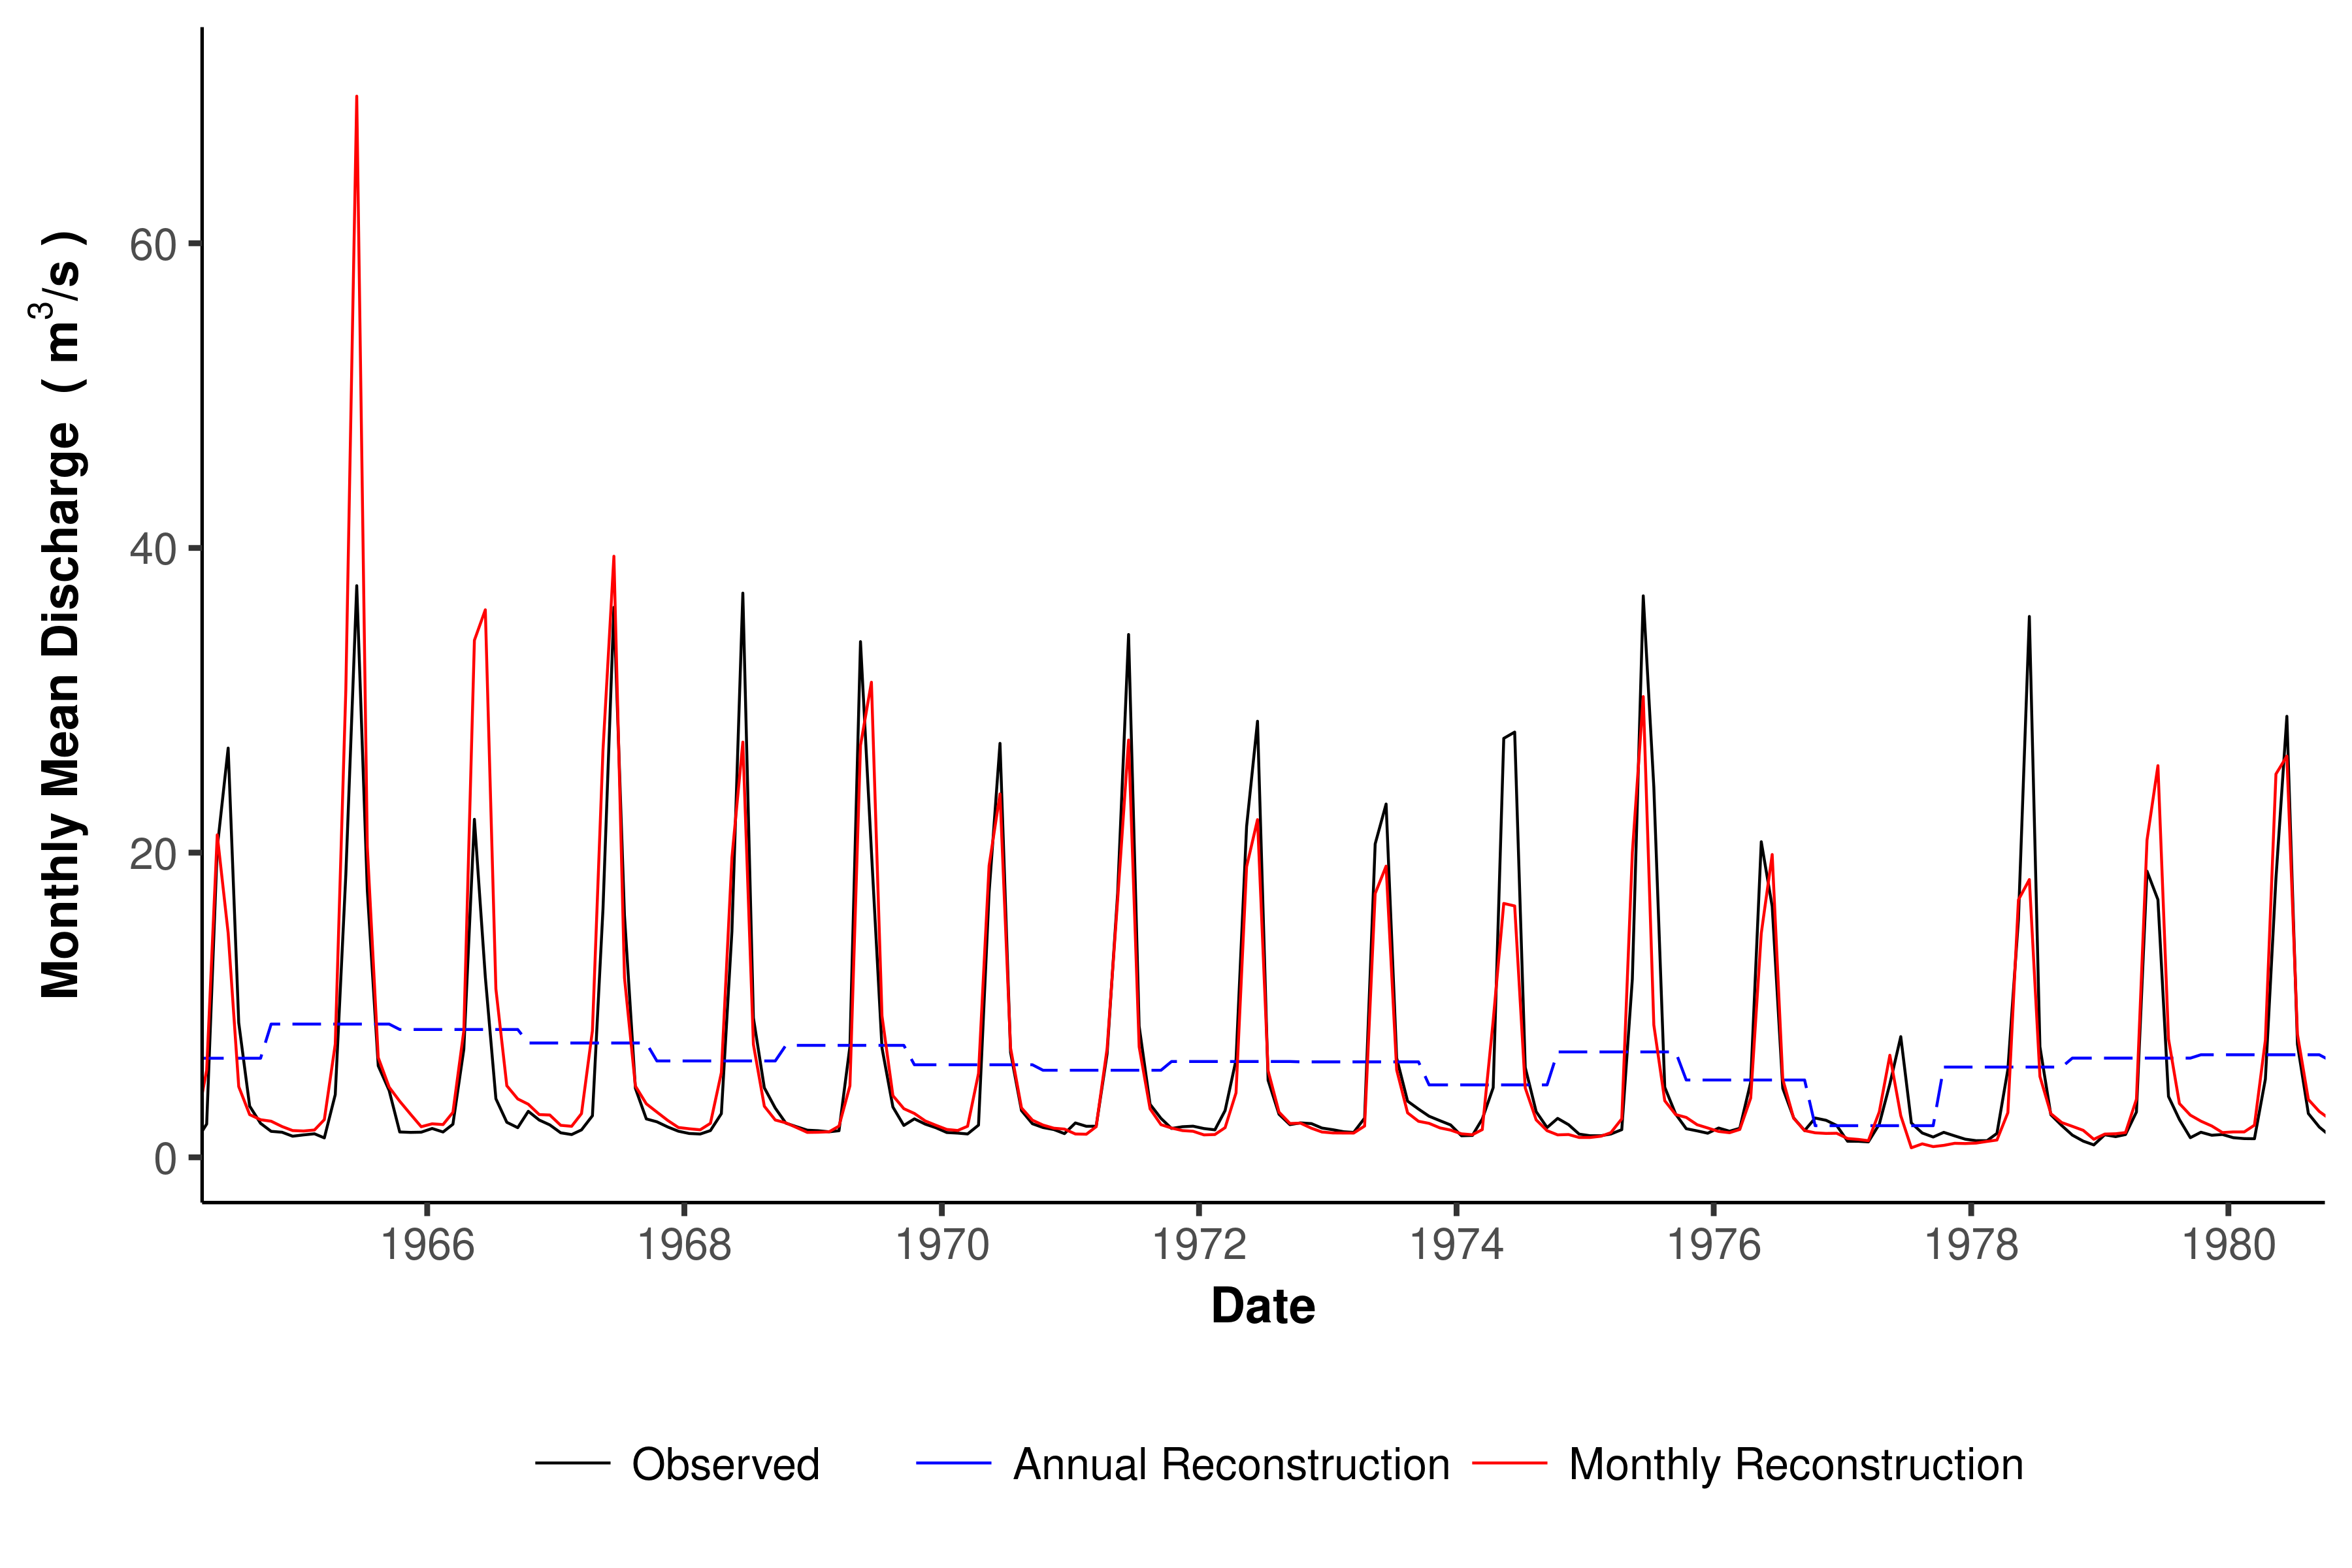 Monthly Mean Discharge ( m³/s )
60
40
20
0
1966 1968 1970 1972 1974 1976 1978 1980
Date
Observed Annual Reconstruction Monthly Reconstruction